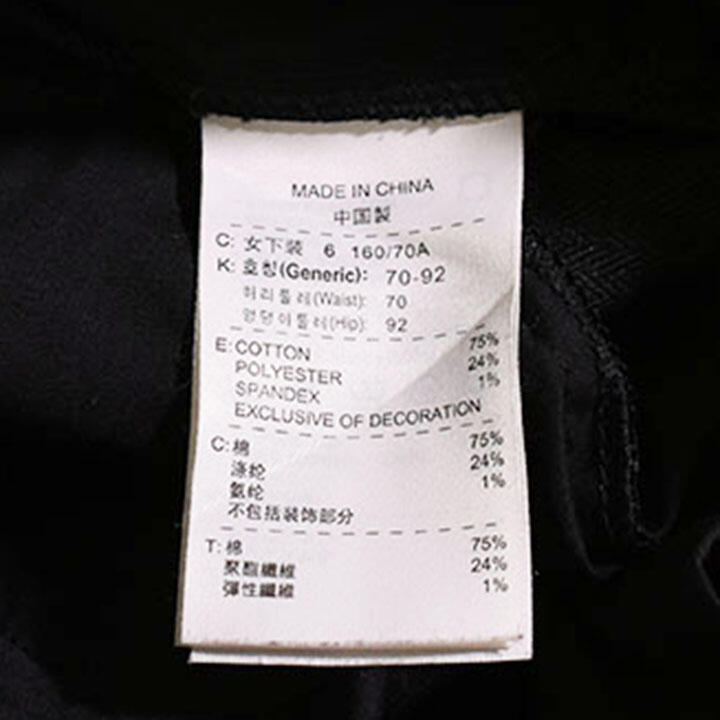 MADE IN CHINA
中国製
C: 女下装 6 160/70A
K: 호칭(Generic): 70-92
허리둘레(Waist): 70
엉덩이둘레(Hip): 92
E: COTTON 75%
POLYESTER 24%
SPANDEX 1%
EXCLUSIVE OF DECORATION
C: 棉 75%
涤纶 24%
氨纶 1%
不包括装饰部分
T: 棉 75%
聚酯纖維 24%
彈性纖維 1%